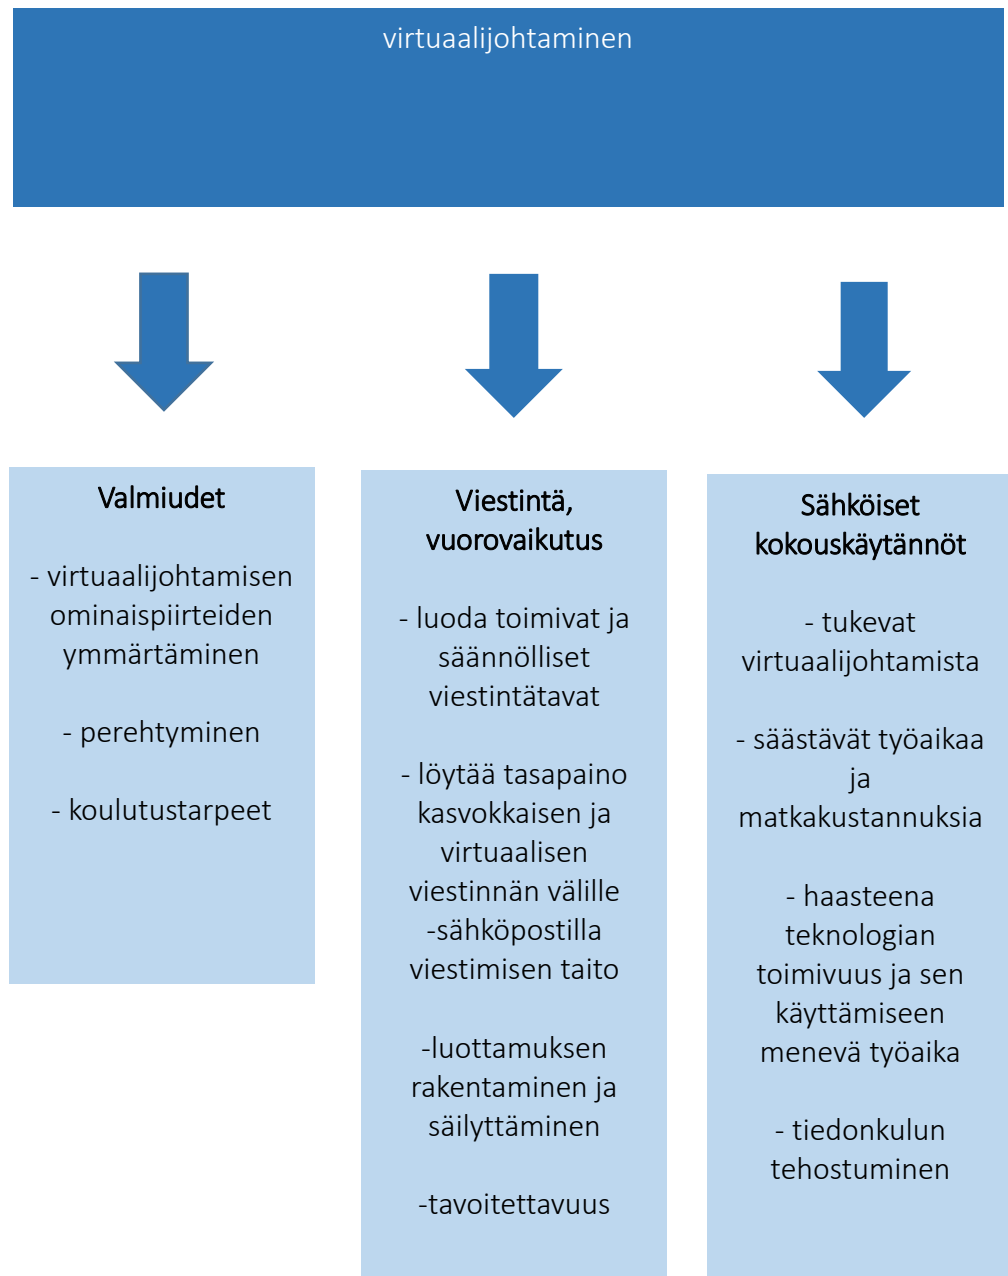 virtuaalijohtaminen
Valmiudet
- virtuaalijohtamisen
ominaispiirteiden
ymmärtäminen
- perehtyminen
- koulutustarpeet
Viestintä,
vuorovaikutus
- luoda toimivat ja
säännölliset
viestintätavat
- löytää tasapaino
kasvokkaisen ja
virtuaalisen
viestinnän välille
-sähköpostilla
viestimisen taito
-luottamuksen
rakentaminen ja
säilyttäminen
-tavoitettavuus
Sähköiset
kokouskäytännöt
- tukevat
virtuaalijohtamista
- säästävät työaikaa
ja
matkakustannuksia
- haasteena
teknologian
toimivuus ja sen
käyttämiseen
menevä työaika
- tiedonkulun
tehostuminen